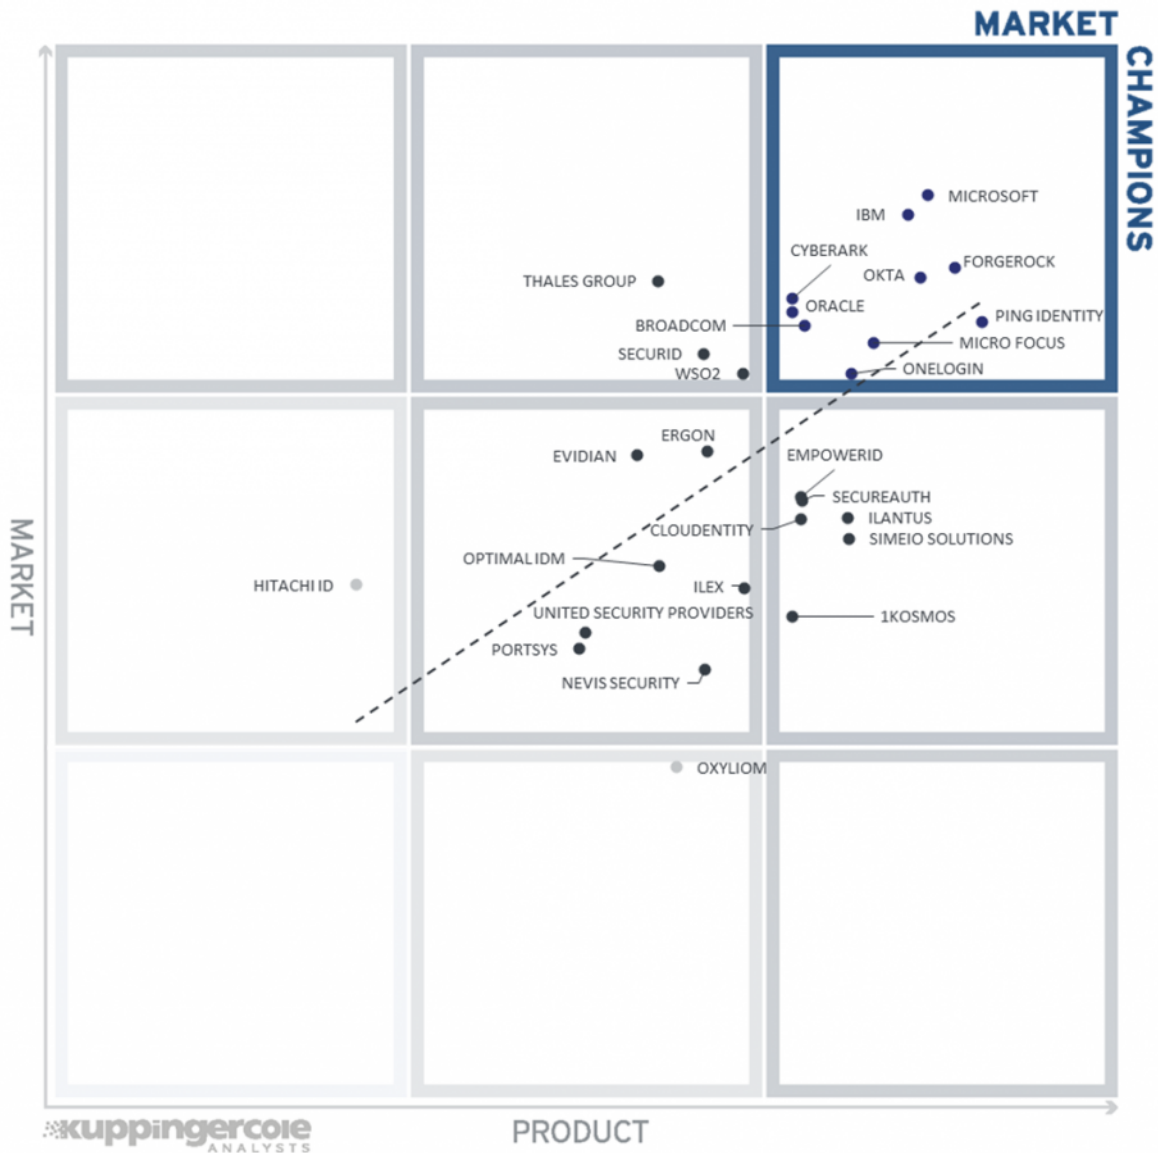 MARKET
CHAMPIONS
MICROSOFT
IBM
CYBERARK
FORGEROCK
OKTA
THALES GROUP
ORACLE
PING IDENTITY
BROADCOM
MICRO FOCUS
SECURID
ONELOGIN
WSO2
ERGON
EVIDIAN
EMPOWERID
SECUREAUTH
ILANTUS
CLOUDENTITY
SIMEIO SOLUTIONS
OPTIMAL IDM
HITACHI ID
ILEX
UNITED SECURITY PROVIDERS
1KOSMOS
PORTSYS
NEVIS SECURITY
OXYLIOM
MARKET
PRODUCT
kuppingercole
ANALYSTS